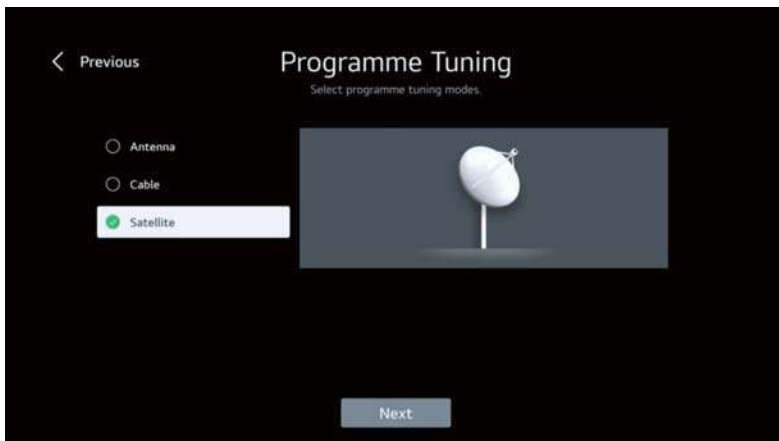 Previous
Programme Tuning
Select programme tuning modes.
Antenna
Cable
Satellite
Next